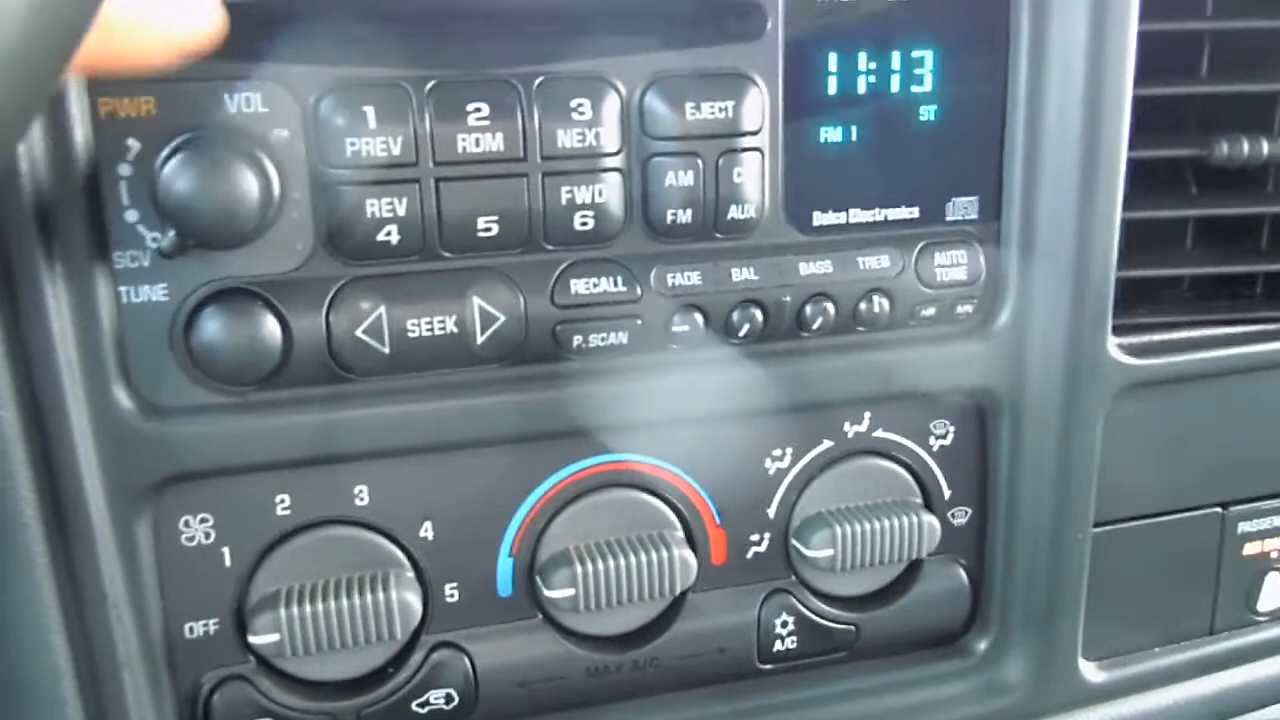 PWR VOL
1 PREV
2 RDM
3 NEXT
EJECT
11:13
ST
FM 1
REV 4
5
FWD 6
AM
FM
AUX
Delco Electronics
SCV
TUNE
SEEK
RECALL
P.SCAN
FADE BAL BASS TREB
AUTO TONE
1 2 3 4 5
OFF
A/C
MAX A/C